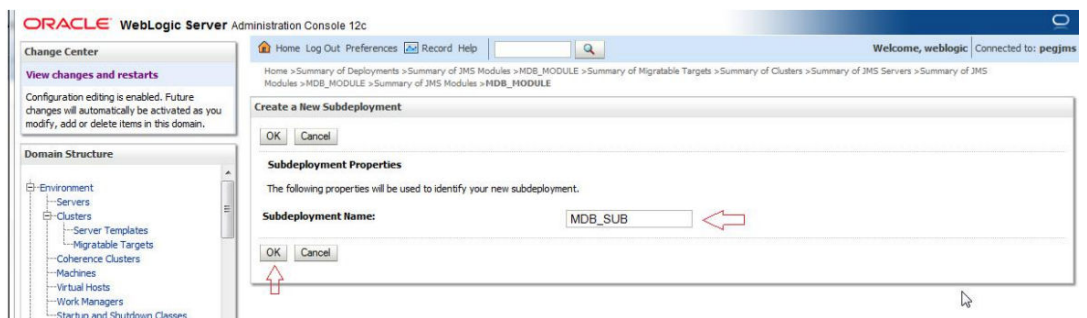 ORACLE WebLogic Server Administration Console 12c
Change Center
View changes and restarts
Configuration editing is enabled. Future
changes will automatically be activated as you
modify, add or delete items in this domain.
Domain Structure
Environment
Servers
Clusters
Server Templates
Migratable Targets
Coherence Clusters
Machines
Virtual Hosts
Work Managers
Startup and Shutdown Classes
Home Log Out Preferences Record Help
Welcome, weblogic Connected to: pegjms
Home >Summary of Deployments >Summary of JMS Modules >MDB_MODULE >Summary of Migratable Targets >Summary of Clusters >Summary of JMS Servers >Summary of JMS
Modules >MDB_MODULE >Summary of JMS Modules >MDB_MODULE
Create a New Subdeployment
OK Cancel
Subdeployment Properties
The following properties will be used to identify your new subdeployment.
Subdeployment Name: MDB_SUB
OK Cancel